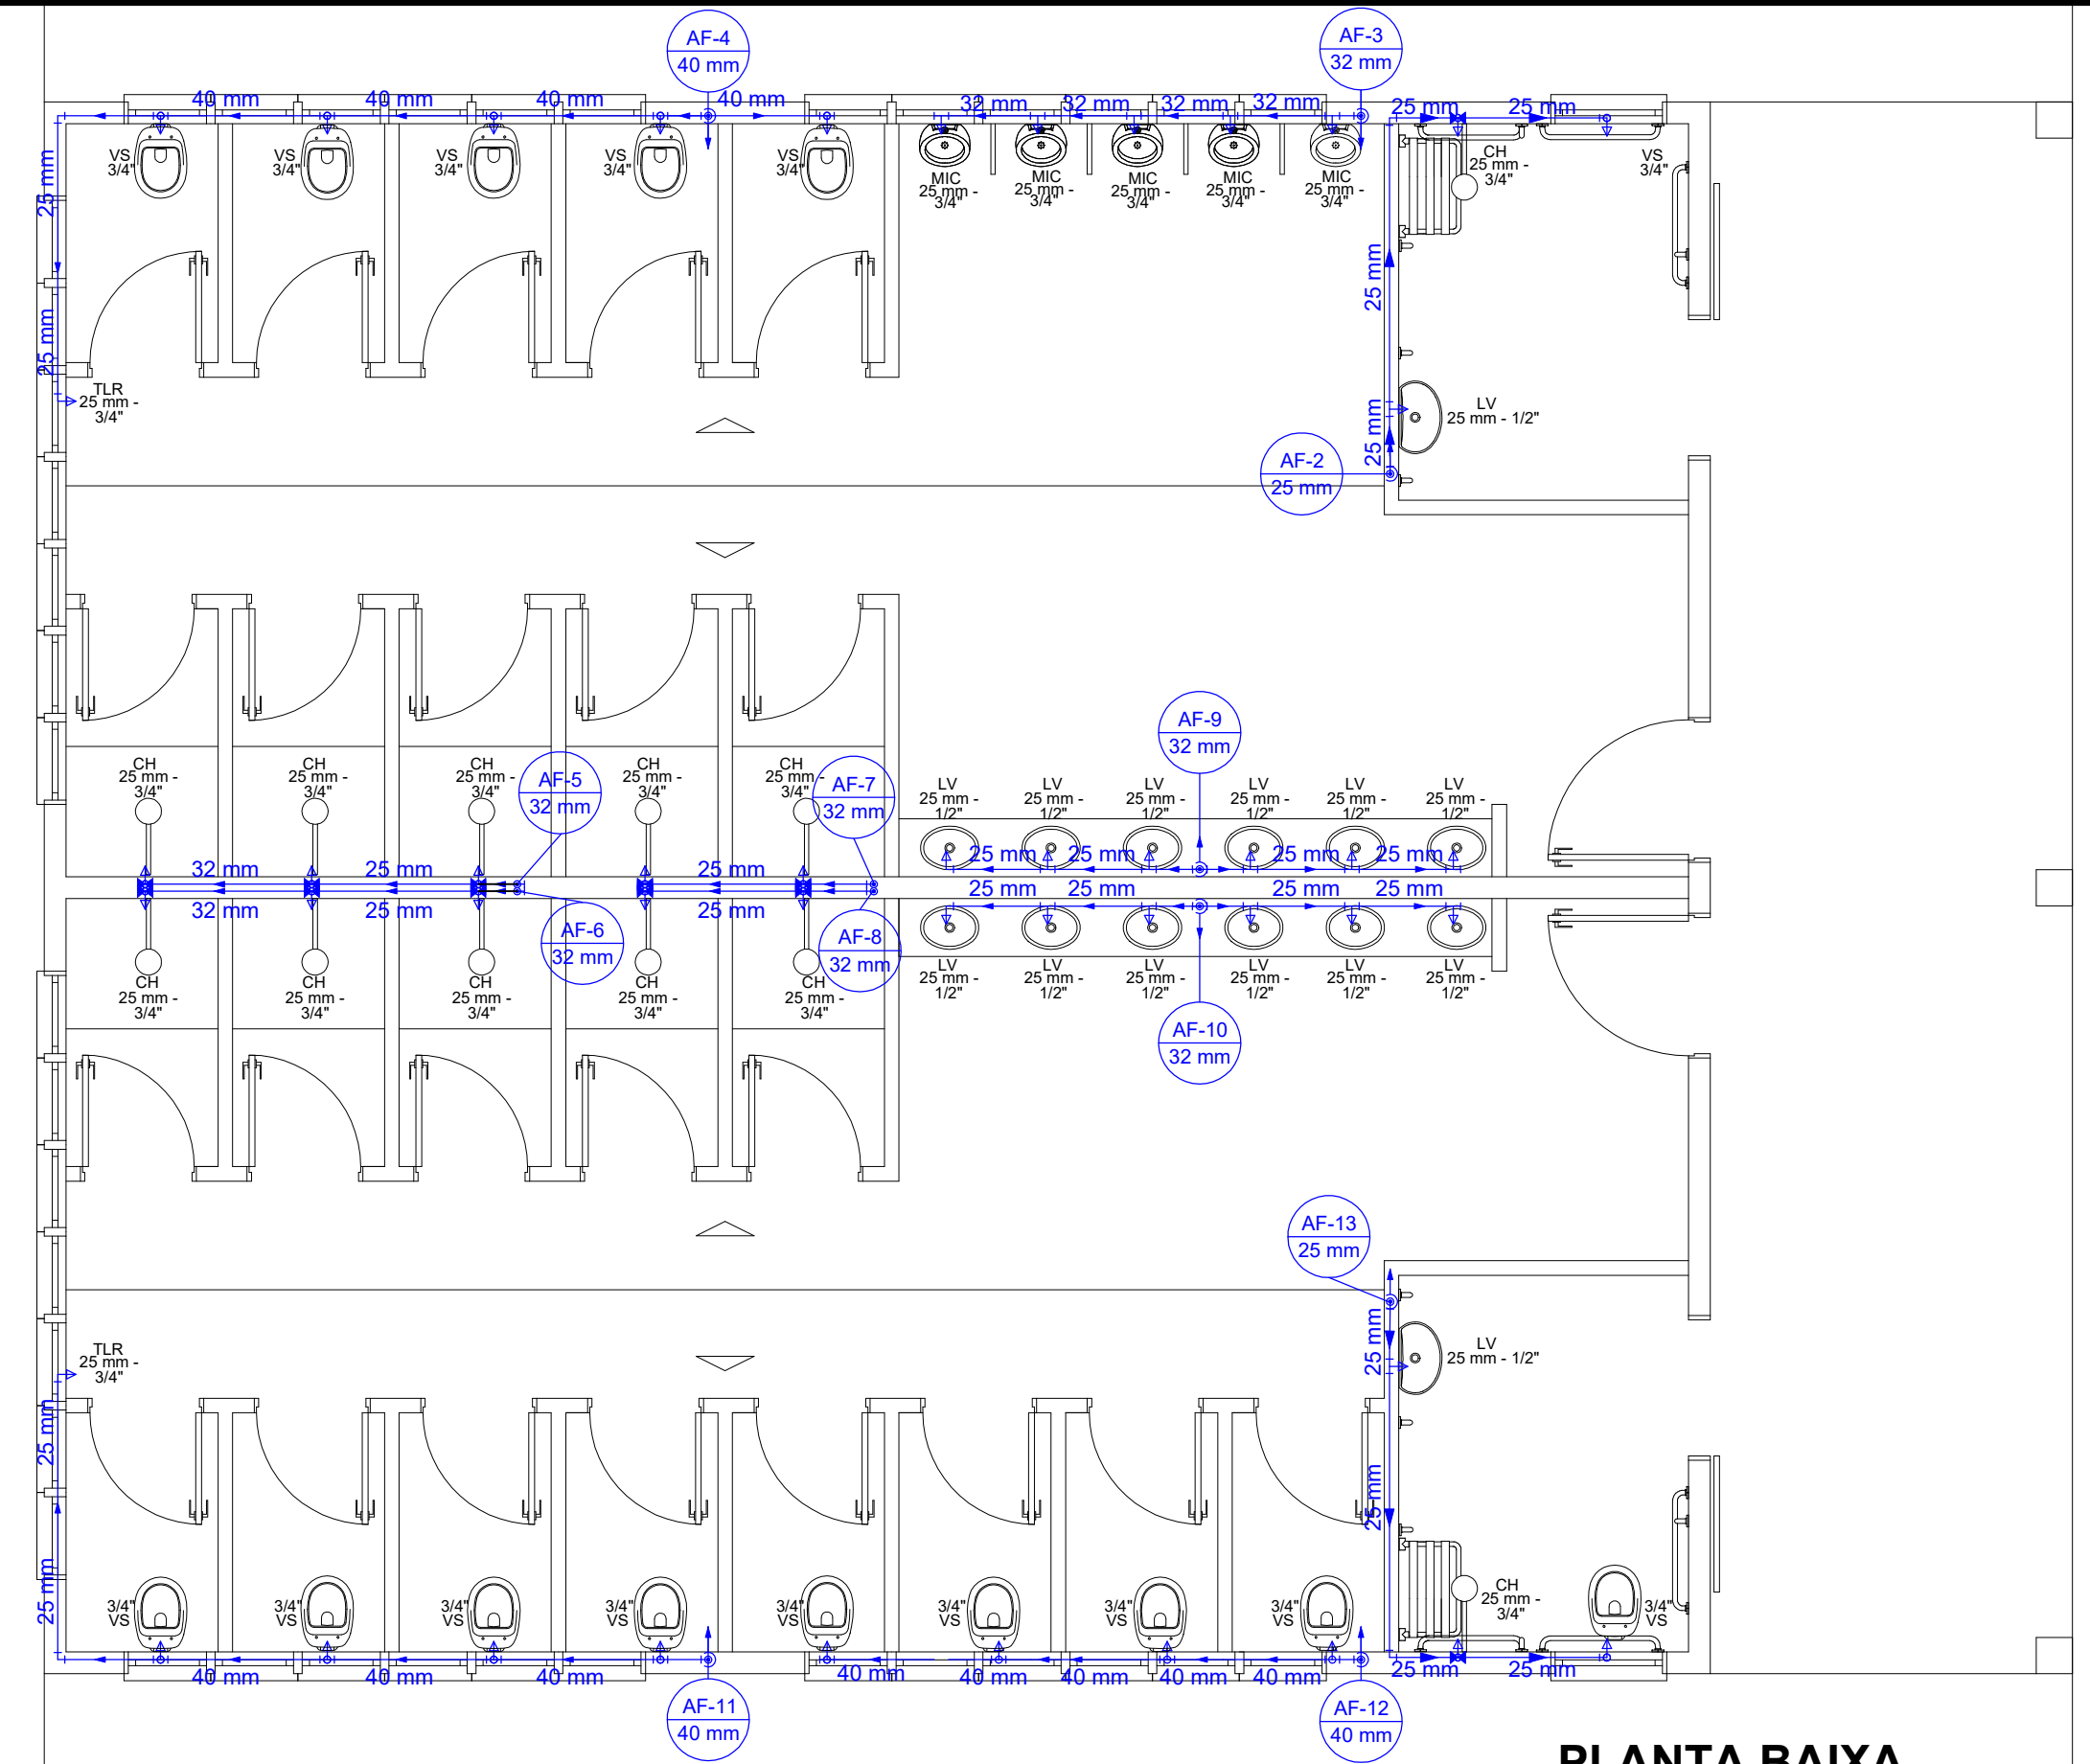 AF-4
40 mm
AF-3
32 mm
40 mm
40 mm
40 mm
40 mm
32 mm
32 mm
32 mm
32 mm
25 mm
25 mm
VS
3/4"
VS
3/4"
VS
3/4"
VS
3/4"
VS
3/4"
MIC
25 mm -
3/4"
MIC
25 mm -
3/4"
MIC
25 mm -
3/4"
MIC
25 mm -
3/4"
MIC
25 mm -
3/4"
CH
25 mm -
3/4"
VS
3/4"
25 mm
25 mm
25 mm
25 mm
TLR
25 mm -
3/4"
LV
25 mm - 1/2"
AF-2
25 mm
AF-9
32 mm
CH
25 mm -
3/4"
CH
25 mm -
3/4"
CH
25 mm -
3/4"
CH
25 mm -
3/4"
CH
25 mm -
3/4"
AF-5
32 mm
AF-7
32 mm
LV
25 mm -
1/2"
LV
25 mm -
1/2"
LV
25 mm -
1/2"
LV
25 mm -
1/2"
LV
25 mm -
1/2"
LV
25 mm -
1/2"
32 mm
25 mm
25 mm
25 mm
25 mm
25 mm
25 mm
32 mm
25 mm
25 mm
25 mm
25 mm
25 mm
25 mm
AF-6
32 mm
AF-8
32 mm
CH
25 mm -
3/4"
CH
25 mm -
3/4"
CH
25 mm -
3/4"
CH
25 mm -
3/4"
CH
25 mm -
3/4"
LV
25 mm -
1/2"
LV
25 mm -
1/2"
LV
25 mm -
1/2"
LV
25 mm -
1/2"
LV
25 mm -
1/2"
LV
25 mm -
1/2"
AF-10
32 mm
AF-13
25 mm
TLR
25 mm -
3/4"
25 mm
LV
25 mm - 1/2"
25 mm
25 mm
25 mm
3/4"
VS
3/4"
VS
3/4"
VS
3/4"
VS
3/4"
VS
3/4"
VS
3/4"
VS
3/4"
VS
CH
25 mm -
3/4"
3/4"
VS
40 mm
40 mm
40 mm
40 mm
40 mm
40 mm
40 mm
40 mm
25 mm
25 mm
AF-11
40 mm
AF-12
40 mm
PLANTA BAIXA